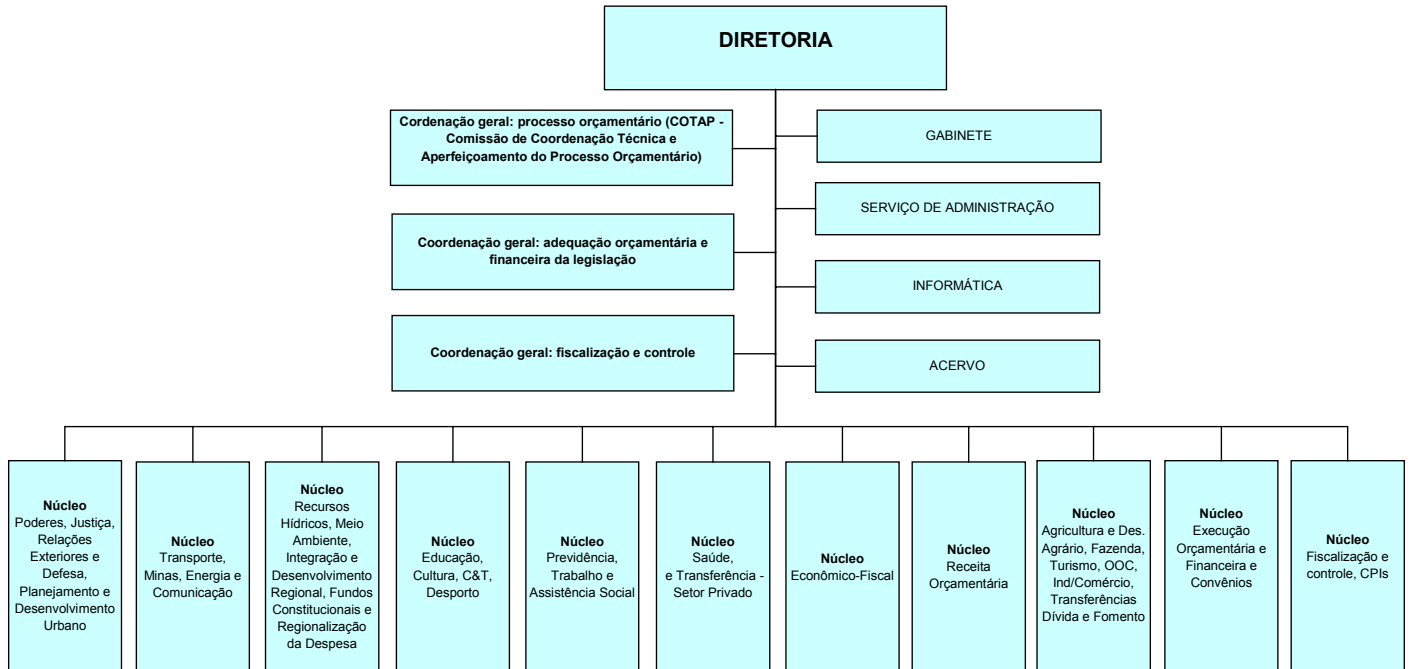 DIRETORIA
Cordenação geral: processo orçamentário (COTAP -
Comissão de Coordenação Técnica e
Aperfeiçoamento do Processo Orçamentário)
GABINETE
SERVIÇO DE ADMINISTRAÇÃO
Coordenação geral: adequação orçamentária e
financeira da legislação
INFORMÁTICA
Coordenação geral: fiscalização e controle
ACERVO
Núcleo
Poderes, Justiça,
Relações
Exteriores e
Defesa,
Planejamento e
Desenvolvimento
Urbano
Núcleo
Transporte,
Minas, Energia e
Comunicação
Núcleo
Recursos
Hídricos, Meio
Ambiente,
Integração e
Desenvolvimento
Regional, Fundos
Constitucionais e
Regionalização
da Despesa
Núcleo
Educação,
Cultura, C&T,
Desporto
Núcleo
Previdência,
Trabalho e
Assistência Social
Núcleo
Saúde,
e Transferência -
Setor Privado
Núcleo
Econômico-Fiscal
Núcleo
Receita
Orçamentária
Núcleo
Agricultura e Des.
Agrário, Fazenda,
Turismo, OOC,
Ind/Comércio,
Transferências
Dívida e Fomento
Núcleo
Execução
Orçamentária e
Financeira e
Convênios
Núcleo
Fiscalização e
controle, CPIs